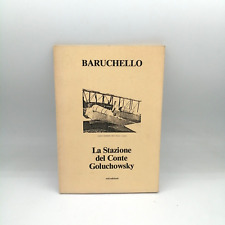 BARUCHELLO
La Stazione
del Conte
Goluchowsky